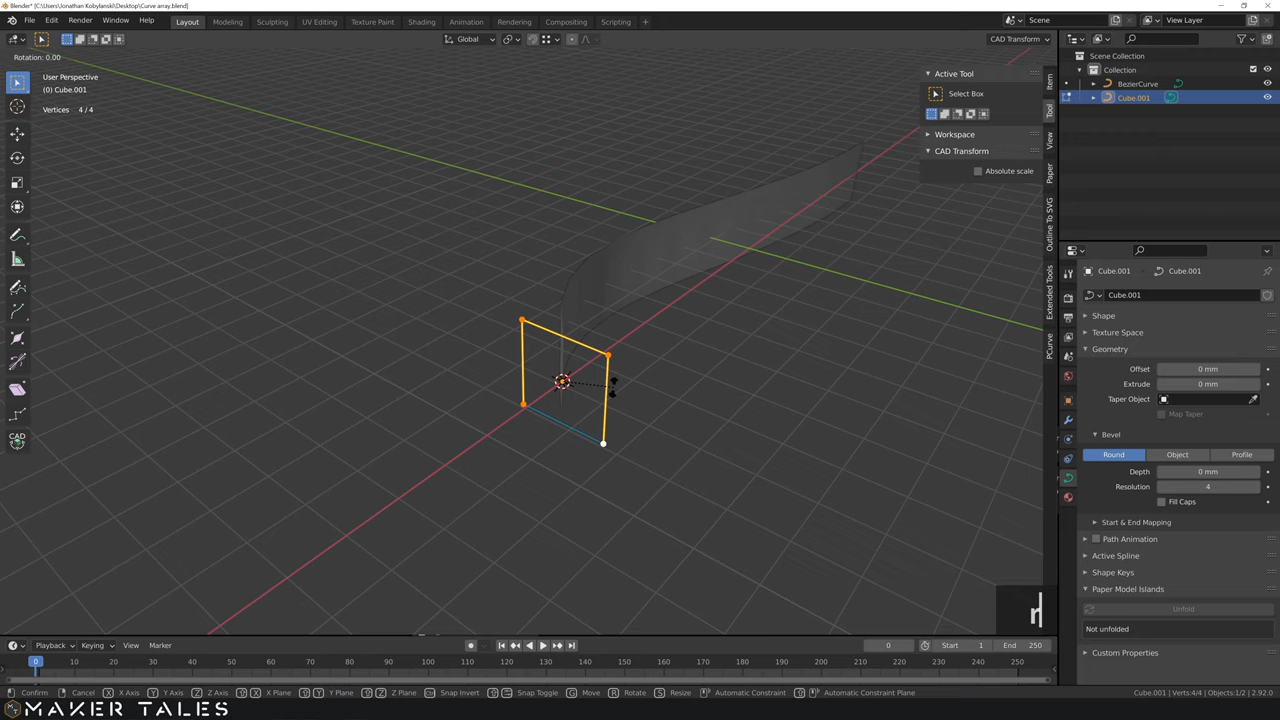 Blender* [C:\Users\Jonathan Kobylanski\Desktop\Curve array.blend]
File Edit Render Window Help Layout Modeling Sculpting UV Editing Texture Paint Shading Animation Rendering Compositing Scripting + Scene View Layer
Global CAD Transform
Rotation: 0.00
User Perspective
(0) Cube.001
Vertices 4 / 4
Active Tool
Select Box
Workspace
CAD Transform
Absolute scale
Item
Tool
View
Paper
Outline To SVG
Extended Tools
PCurve
CAD
Scene Collection
Collection
BezierCurve
Cube.001
Cube.001 Cube.001
Cube.001
Shape
Texture Space
Geometry
Offset 0 mm
Extrude 0 mm
Taper Object
Map Taper
Bevel
Round Object Profile
Depth 0 mm
Resolution 4
Fill Caps
Start & End Mapping
Path Animation
Active Spline
Shape Keys
Paper Model Islands
Unfold
Not unfolded
Custom Properties
r
Playback Keying View Marker 0 Start 1 End 250
0 10 20 30 40 50 60 70 80 90 100 110 120 130 140 150 160 170 180 190 200 210 220 230 240 250
Confirm Cancel X X Axis Y Y Axis Z Z Axis X X Plane Y Y Plane Z Z Plane Snap Invert Snap Toggle G Move R Rotate S Resize Automatic Constraint Automatic Constraint Plane Cube.001 | Verts:4/4 | Objects:1/2 | 2.92.0
MAKER TALES